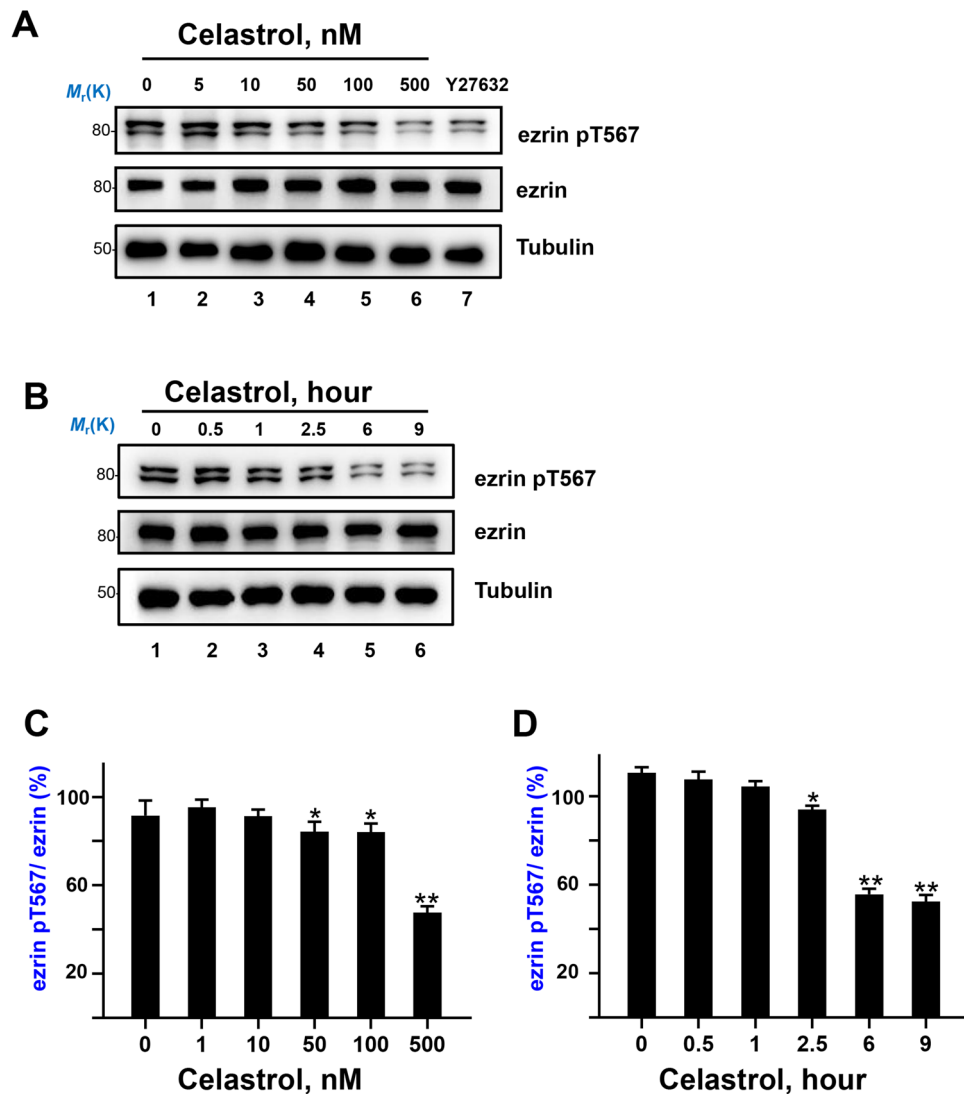 A
Celastrol, nM
Mr(K)
0 5 10 50 100 500 Y27632
80
ezrin pT567
80
ezrin
50
Tubulin
1 2 3 4 5 6 7
B
Celastrol, hour
Mr(K)
0 0.5 1 2.5 6 9
80
ezrin pT567
80
ezrin
50
Tubulin
1 2 3 4 5 6
C
ezrin pT567/ ezrin (%)
100
60
20
* * **
0 1 10 50 100 500
Celastrol, nM
D
ezrin pT567/ ezrin (%)
100
60
20
* ** **
0 0.5 1 2.5 6 9
Celastrol, hour